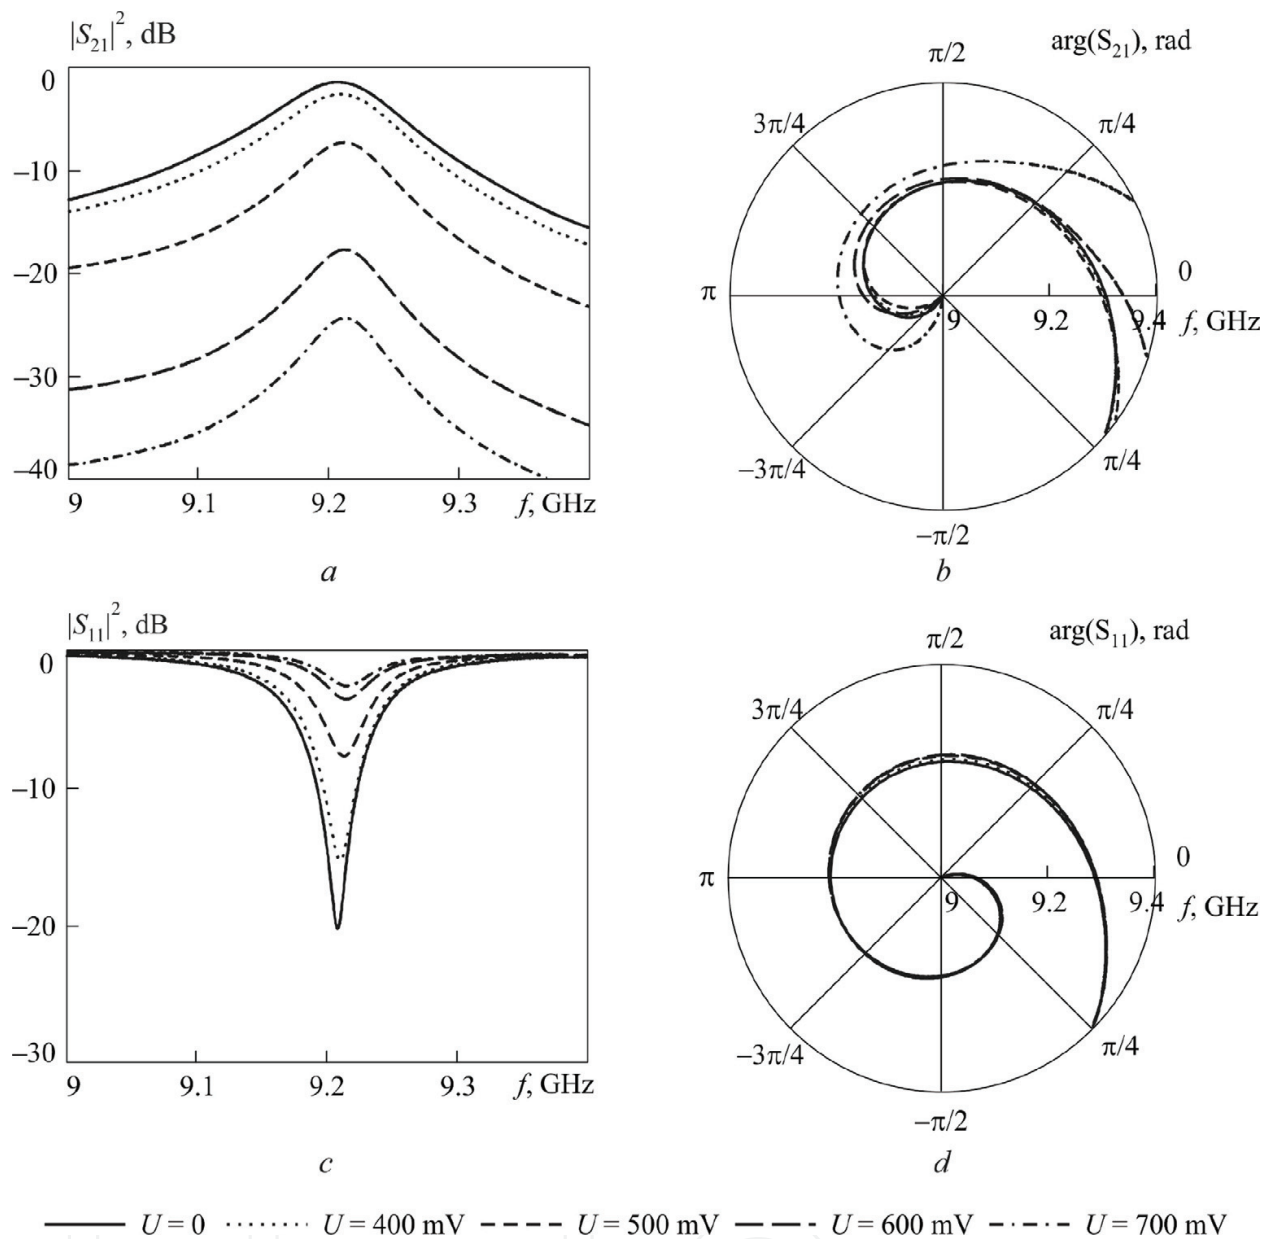 |S21|², dB
0
–10
–20
–30
–40
9 9.1 9.2 9.3 f, GHz
a
arg(S21), rad
π/2
3π/4 π/4
π 0
9 9.2 9.4 f, GHz
–3π/4 π/4
–π/2
b
|S11|², dB
0
–10
–20
–30
9 9.1 9.2 9.3 f, GHz
c
arg(S11), rad
π/2
3π/4 π/4
π 0
9 9.2 9.4 f, GHz
–3π/4 π/4
–π/2
d
U = 0 U = 400 mV U = 500 mV U = 600 mV U = 700 mV